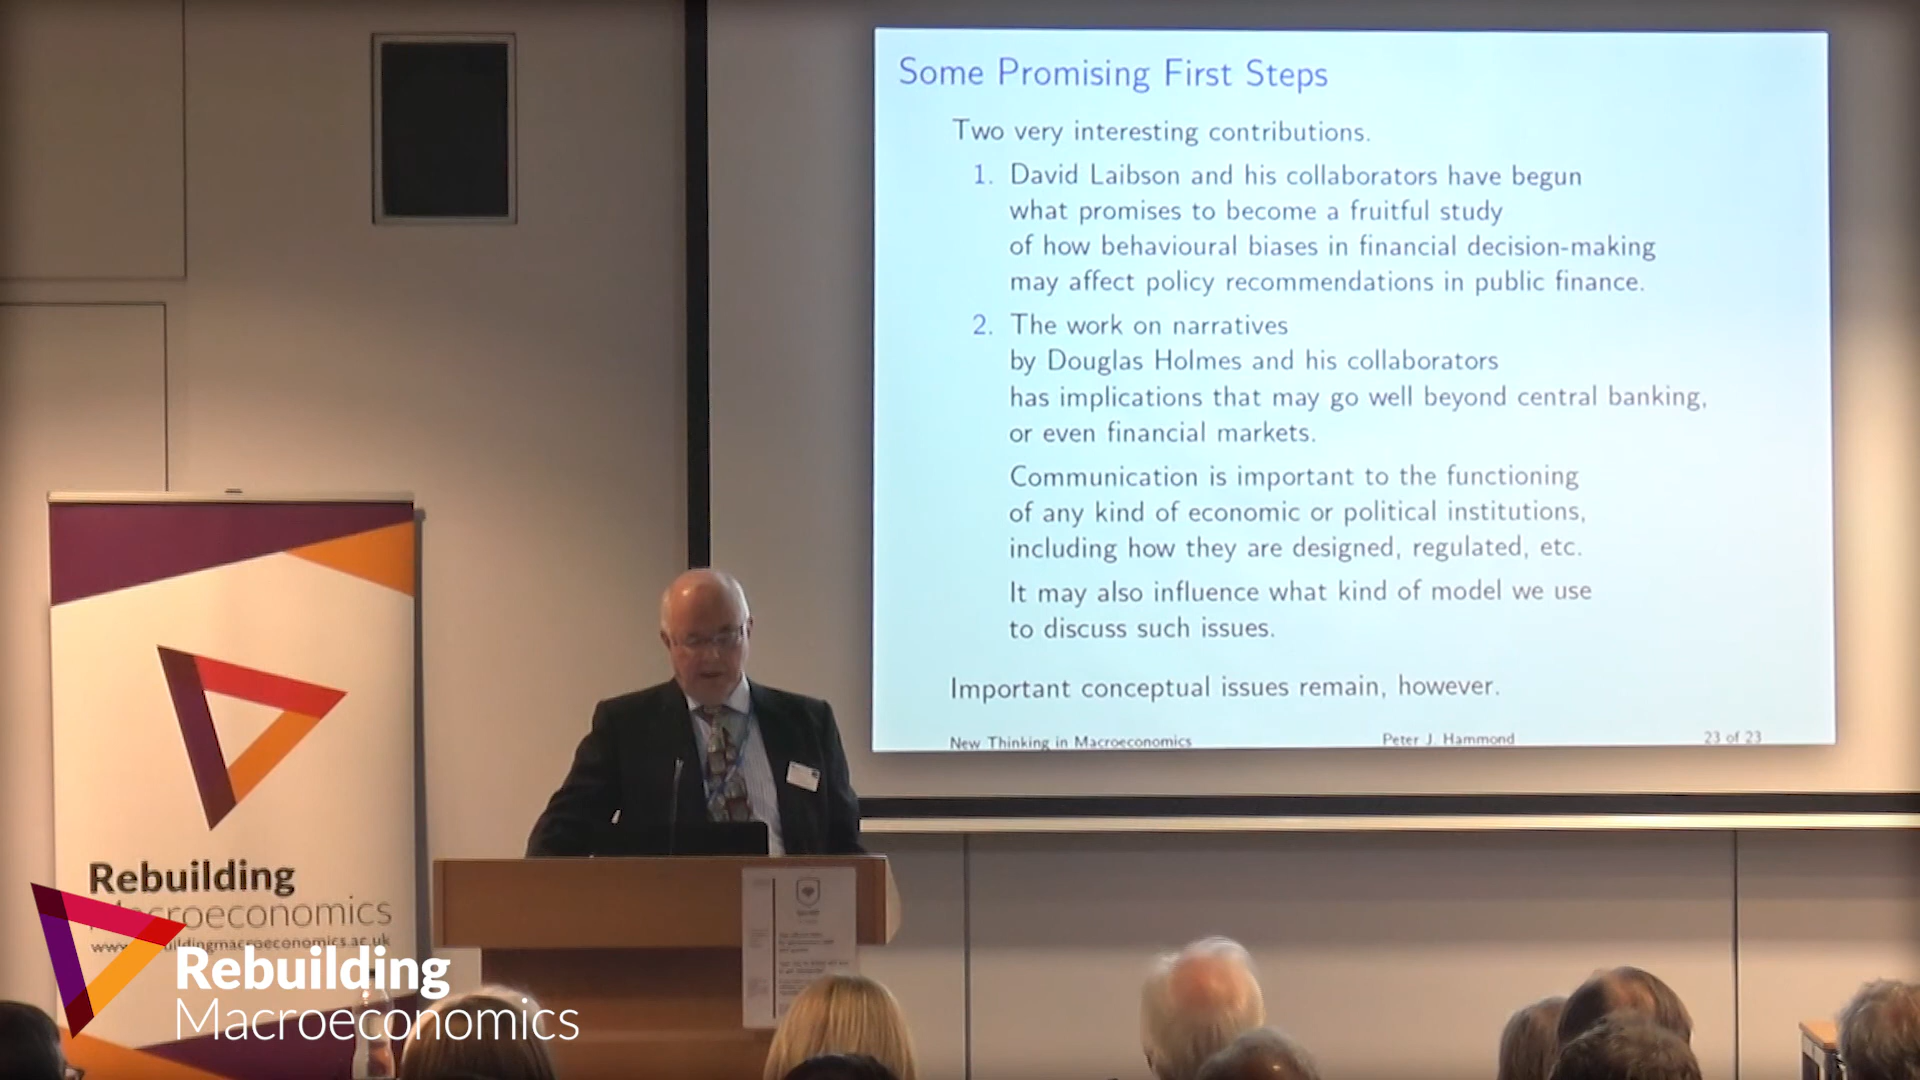 Some Promising First Steps
Two very interesting contributions.
1. David Laibson and his collaborators have begun
what promises to become a fruitful study
of how behavioural biases in financial decision-making
may affect policy recommendations in public finance.
2. The work on narratives
by Douglas Holmes and his collaborators
has implications that may go well beyond central banking,
or even financial markets.
Communication is important to the functioning
of any kind of economic or political institutions,
including how they are designed, regulated, etc.
It may also influence what kind of model we use
to discuss such issues.
Important conceptual issues remain, however.
New Thinking in Macroeconomics Peter J. Hammond 23 of 23
Rebuilding
Macroeconomics
Rebuilding
Macroeconomics